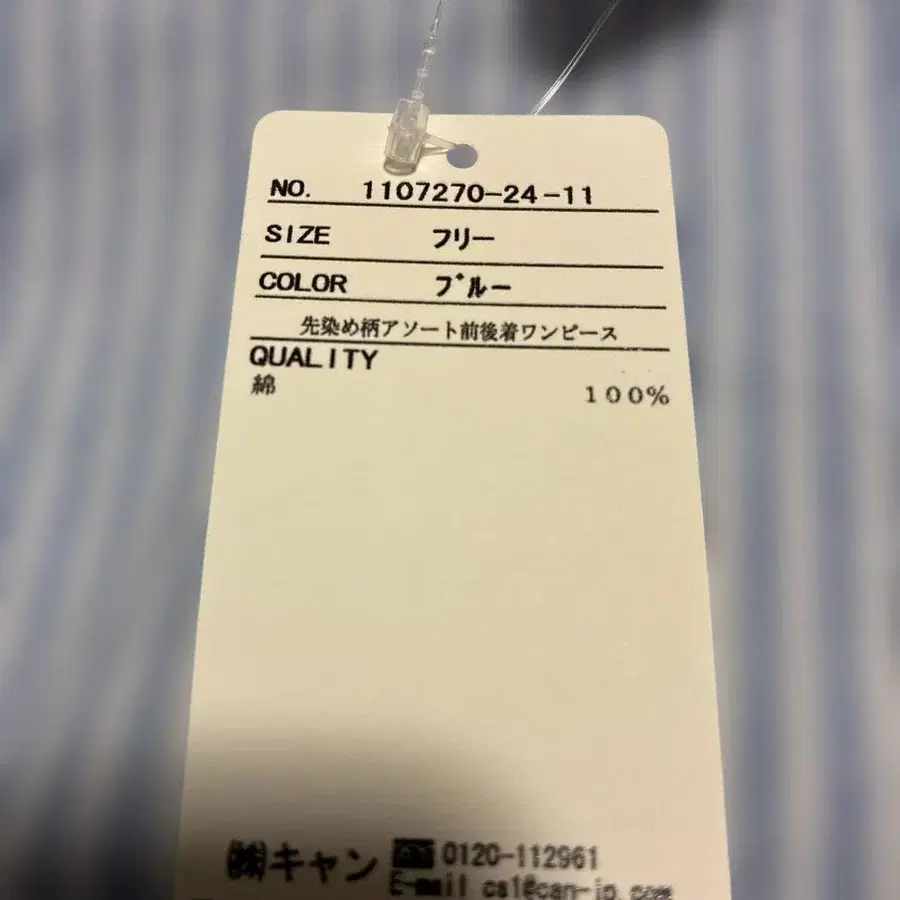 NO. 1107270-24-11
SIZE フリー
COLOR ブルー
先染め柄アソート前後着ワンピース
QUALITY
綿 100%
㈱キャン 0120-112961
E-mail cs1@can-jp.com